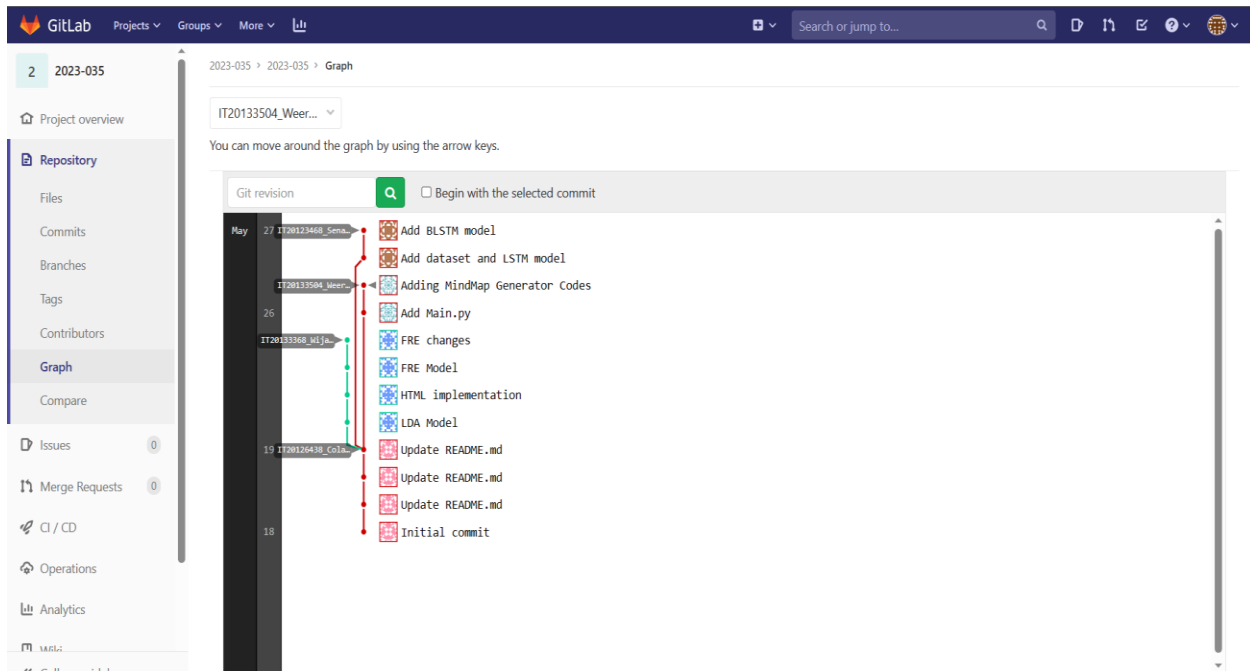 GitLab Projects Groups More Search or jump to...
2 2023-035
2023-035 > 2023-035 > Graph
IT20133504_Weer...
You can move around the graph by using the arrow keys.
Project overview
Repository
Files
Commits
Branches
Tags
Contributors
Graph
Compare
Issues 0
Merge Requests 0
CI / CD
Operations
Analytics
Wiki
Git revision Begin with the selected commit
May 27 IT20123468_Sena… Add BLSTM model
Add dataset and LSTM model
IT20133504_Weer… Adding MindMap Generator Codes
26 Add Main.py
IT20133368_Wija… FRE changes
FRE Model
HTML implementation
LDA Model
19 IT20126438_Cola… Update README.md
Update README.md
Update README.md
18 Initial commit